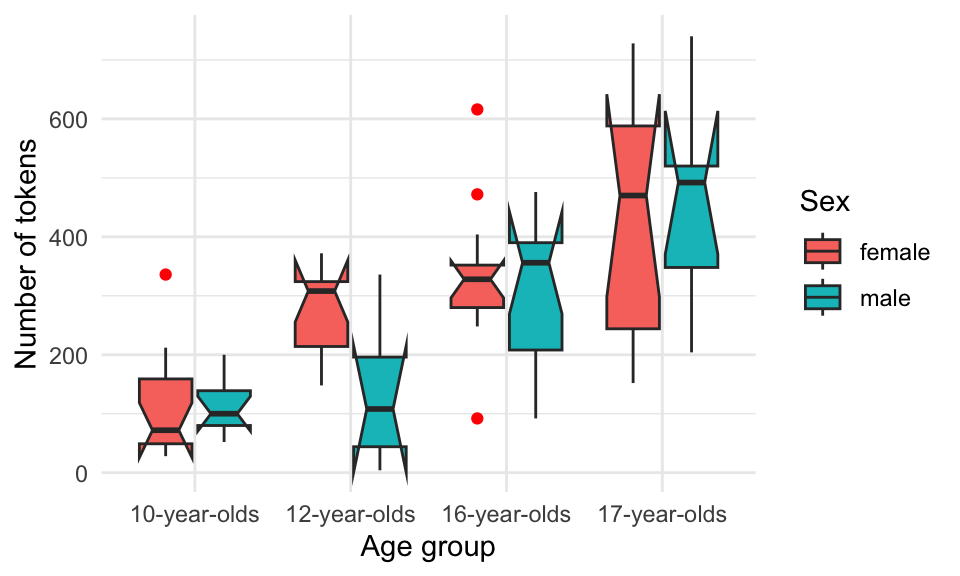 Number of tokens
600
400
200
0
10-year-olds 12-year-olds 16-year-olds 17-year-olds
Age group
Sex
female
male